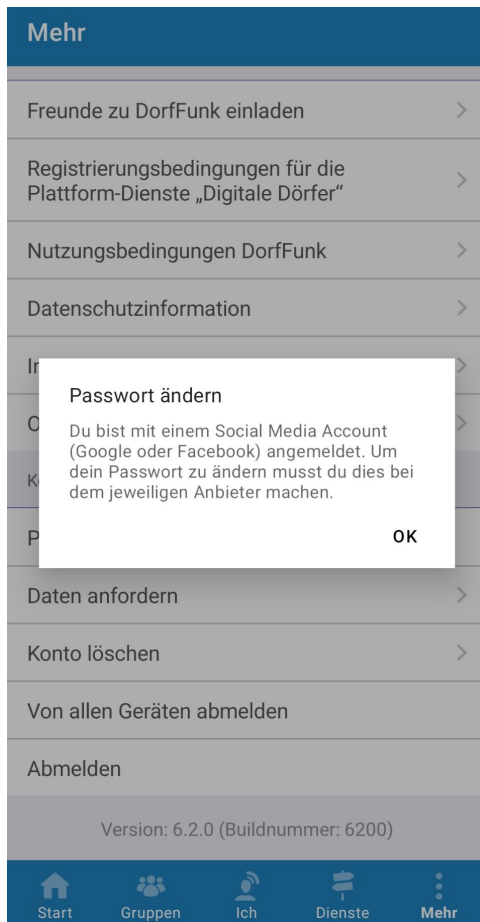 Mehr
Freunde zu DorfFunk einladen
Registrierungsbedingungen für die
Plattform-Dienste „Digitale Dörfer“
Nutzungsbedingungen DorfFunk
Datenschutzinformation
Passwort ändern
Du bist mit einem Social Media Account
(Google oder Facebook) angemeldet. Um
dein Passwort zu ändern musst du dies bei
dem jeweiligen Anbieter machen.
OK
Daten anfordern
Konto löschen
Von allen Geräten abmelden
Abmelden
Version: 6.2.0 (Buildnummer: 6200)
Start Gruppen Ich Dienste Mehr